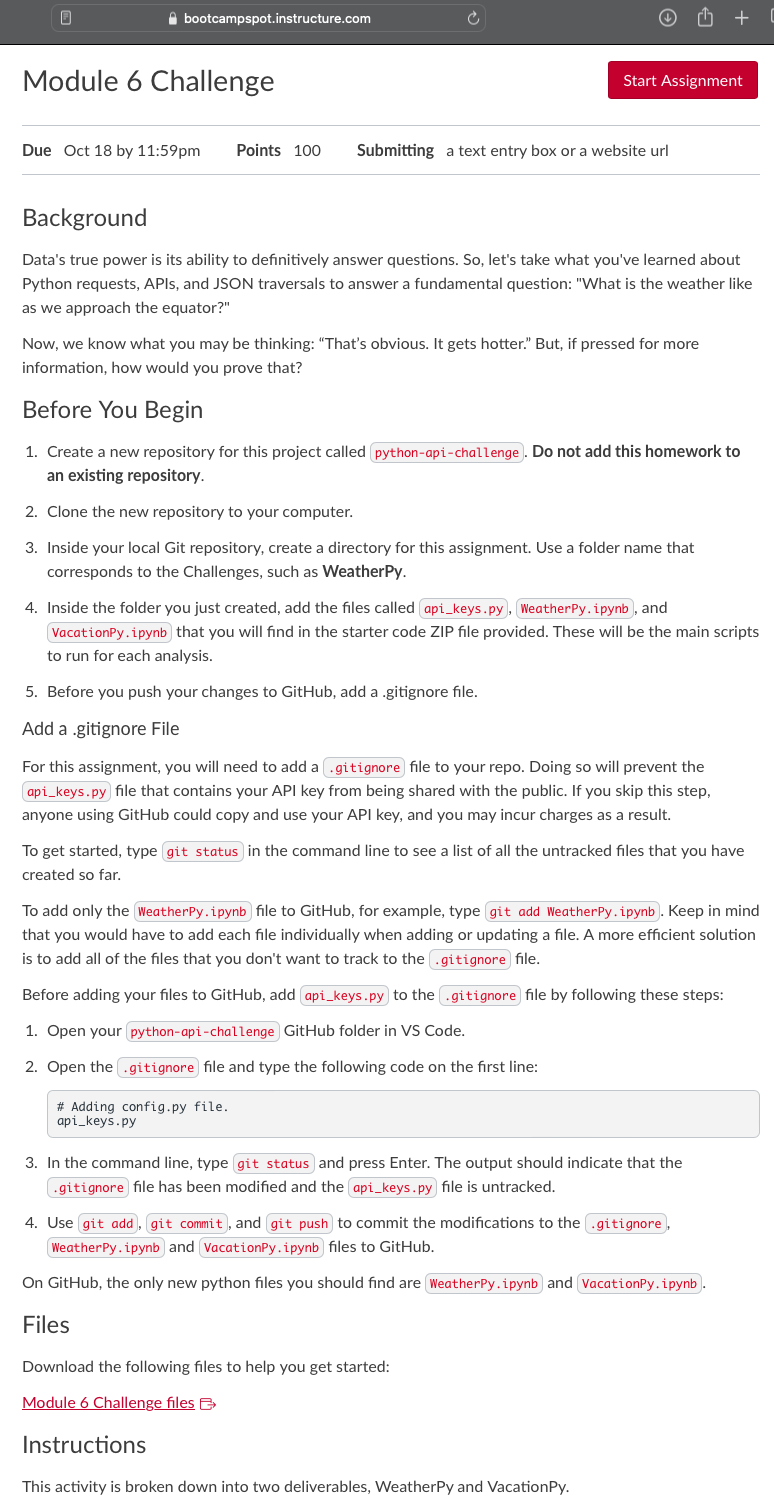 bootcampspot.instructure.com
Module 6 Challenge
Start Assignment
Due Oct 18 by 11:59pm Points 100 Submitting a text entry box or a website url
Background
Data's true power is its ability to definitively answer questions. So, let's take what you've learned about
Python requests, APIs, and JSON traversals to answer a fundamental question: "What is the weather like
as we approach the equator?"
Now, we know what you may be thinking: “That’s obvious. It gets hotter.” But, if pressed for more
information, how would you prove that?
Before You Begin
1. Create a new repository for this project called python-api-challenge. Do not add this homework to
an existing repository.
2. Clone the new repository to your computer.
3. Inside your local Git repository, create a directory for this assignment. Use a folder name that
corresponds to the Challenges, such as WeatherPy.
4. Inside the folder you just created, add the files called api_keys.py, WeatherPy.ipynb, and
VacationPy.ipynb that you will find in the starter code ZIP file provided. These will be the main scripts
to run for each analysis.
5. Before you push your changes to GitHub, add a .gitignore file.
Add a .gitignore File
For this assignment, you will need to add a .gitignore file to your repo. Doing so will prevent the
api_keys.py file that contains your API key from being shared with the public. If you skip this step,
anyone using GitHub could copy and use your API key, and you may incur charges as a result.
To get started, type git status in the command line to see a list of all the untracked files that you have
created so far.
To add only the WeatherPy.ipynb file to GitHub, for example, type git add WeatherPy.ipynb. Keep in mind
that you would have to add each file individually when adding or updating a file. A more efficient solution
is to add all of the files that you don't want to track to the .gitignore file.
Before adding your files to GitHub, add api_keys.py to the .gitignore file by following these steps:
1. Open your python-api-challenge GitHub folder in VS Code.
2. Open the .gitignore file and type the following code on the first line:
# Adding config.py file.
api_keys.py
3. In the command line, type git status and press Enter. The output should indicate that the
.gitignore file has been modified and the api_keys.py file is untracked.
4. Use git add, git commit, and git push to commit the modifications to the .gitignore,
WeatherPy.ipynb and VacationPy.ipynb files to GitHub.
On GitHub, the only new python files you should find are WeatherPy.ipynb and VacationPy.ipynb.
Files
Download the following files to help you get started:
Module 6 Challenge files
Instructions
This activity is broken down into two deliverables, WeatherPy and VacationPy.